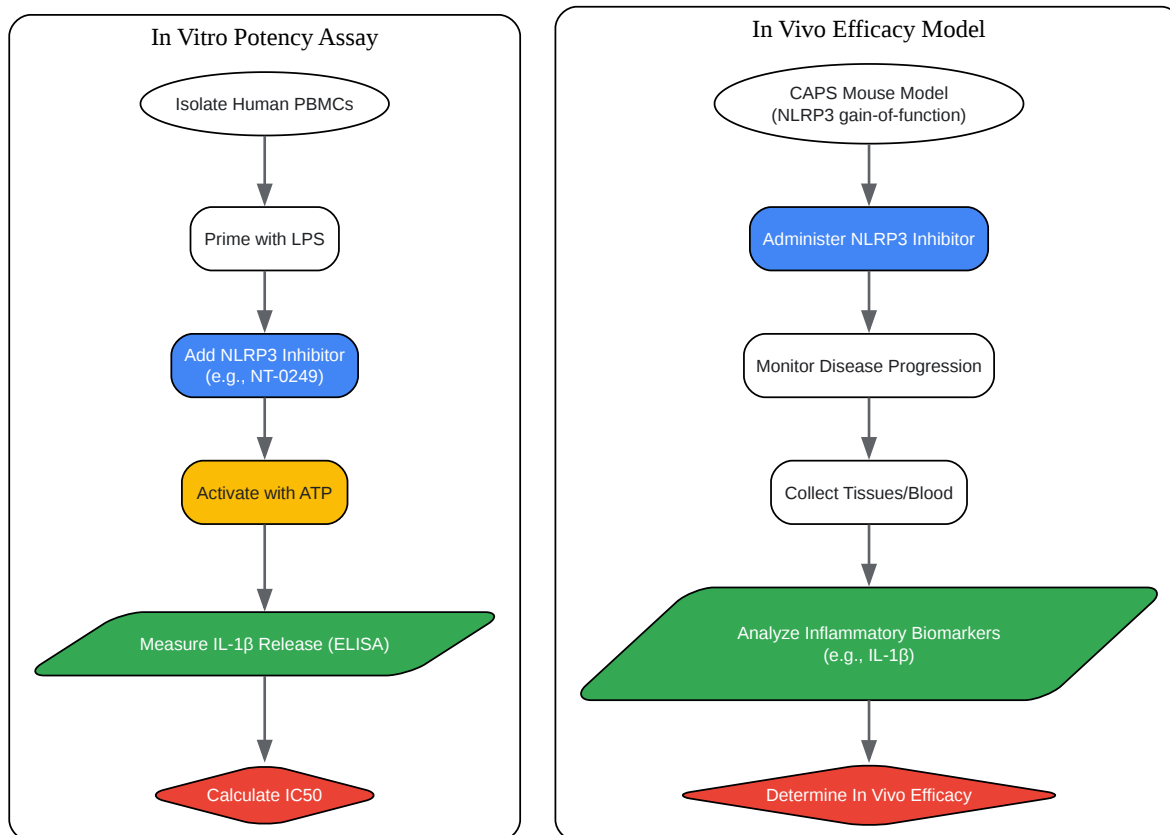 In Vitro Potency Assay
Isolate Human PBMCs
Prime with LPS
Add NLRP3 Inhibitor
(e.g., NT-0249)
Activate with ATP
Measure IL-1β Release (ELISA)
Calculate IC50
In Vivo Efficacy Model
CAPS Mouse Model
(NLRP3 gain-of-function)
Administer NLRP3 Inhibitor
Monitor Disease Progression
Collect Tissues/Blood
Analyze Inflammatory Biomarkers
(e.g., IL-1β)
Determine In Vivo Efficacy